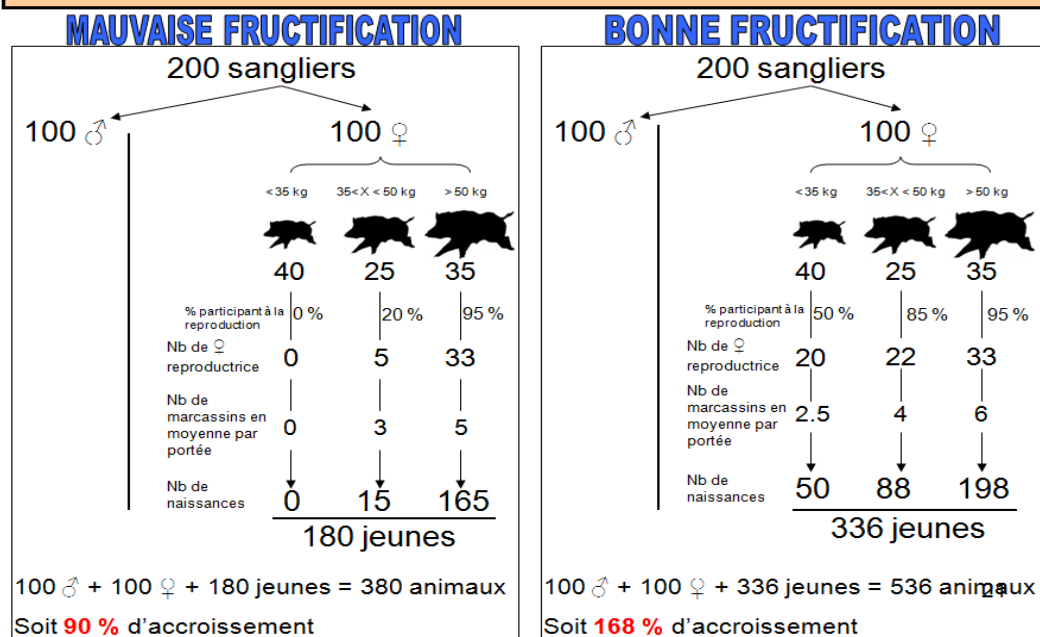 MAUVAISE FRUCTIFICATION
200 sangliers
100 ♂
100 ♀
<35 kg 35<X < 50 kg >50 kg
40 25 35
% participant à la reproduction
0 % 20 % 95 %
Nb de ♀
reproductrice
0 5 33
Nb de
marcassins en
moyenne par
portée
0 3 5
Nb de
naissances
0 15 165
180 jeunes
100 ♂ + 100 ♀ + 180 jeunes = 380 animaux
Soit 90 % d'accroissement
BONNE FRUCTIFICATION
200 sangliers
100 ♂
100 ♀
<35 kg 35<X < 50 kg >50 kg
40 25 35
% participant à la reproduction
50 % 85 % 95 %
Nb de ♀
reproductrice
20 22 33
Nb de
marcassins en
moyenne par
portée
2.5 4 6
Nb de
naissances
50 88 198
336 jeunes
100 ♂ + 100 ♀ + 336 jeunes = 536 animaux
21
Soit 168 % d'accroissement